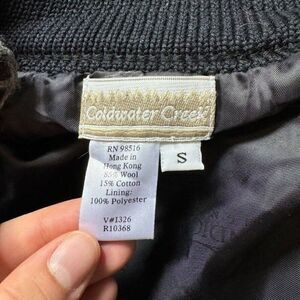 Coldwater Creek
RN 98516
Made in
Hong Kong
85% Wool
15% Cotton
Lining:
100% Polyester
V#1326
R10368
S